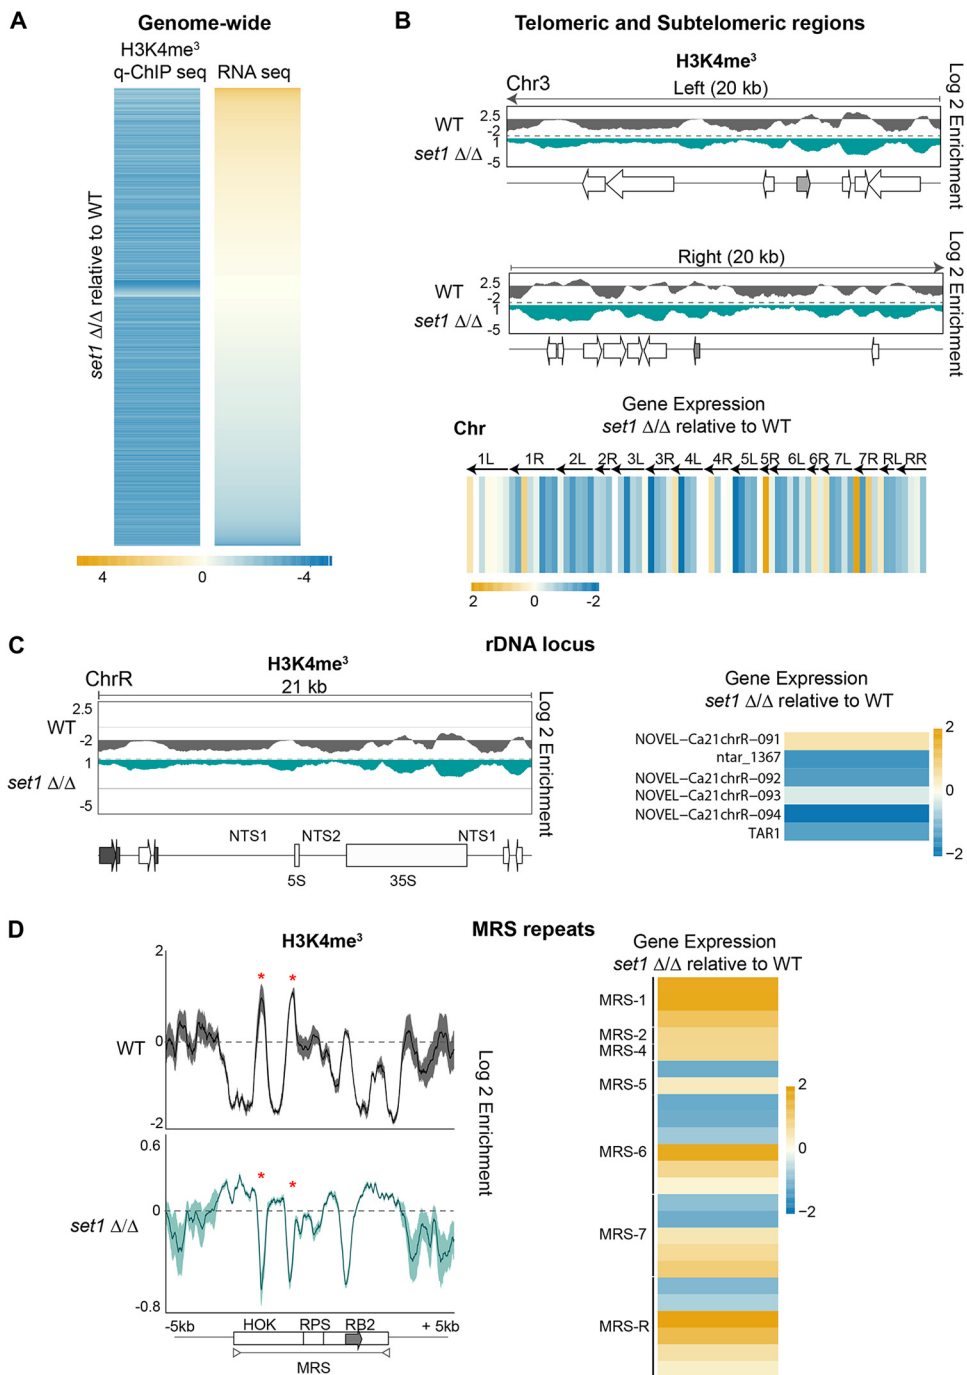 A
Genome-wide
H3K4me³
q-ChIP seq
RNA seq
set1 Δ/Δ relative to WT
4
0
-4
B
Telomeric and Subtelomeric regions
H3K4me³
Chr3
Left (20 kb)
WT
set1 Δ/Δ
2.5
-2
1
-5
Log 2 Enrichment
Right (20 kb)
WT
set1 Δ/Δ
2.5
-2
1
-5
Log 2 Enrichment
Gene Expression
set1 Δ/Δ relative to WT
Chr
1L 1R 2L 2R 3L 3R 4L 4R 5L 5R 6L 6R 7L 7R RL RR
2
0
-2
C
rDNA locus
H3K4me³
ChrR
21 kb
WT
set1 Δ/Δ
2.5
-2
1
-5
Log 2 Enrichment
NTS1
NTS2
NTS1
5S
35S
Gene Expression
set1 Δ/Δ relative to WT
NOVEL−Ca21chrR−091
ntar_1367
NOVEL−Ca21chrR−092
NOVEL−Ca21chrR−093
NOVEL−Ca21chrR−094
TAR1
2
0
−2
D
MRS repeats
H3K4me³
2
*
*
WT
0
-2
0.6
*
*
set1 Δ/Δ
0
-0.8
Log 2 Enrichment
-5kb
HOK
RPS
RB2
+ 5kb
MRS
Gene Expression
set1 Δ/Δ relative to WT
MRS-1
MRS-2
MRS-4
MRS-5
MRS-6
MRS-7
MRS-R
2
0
−2